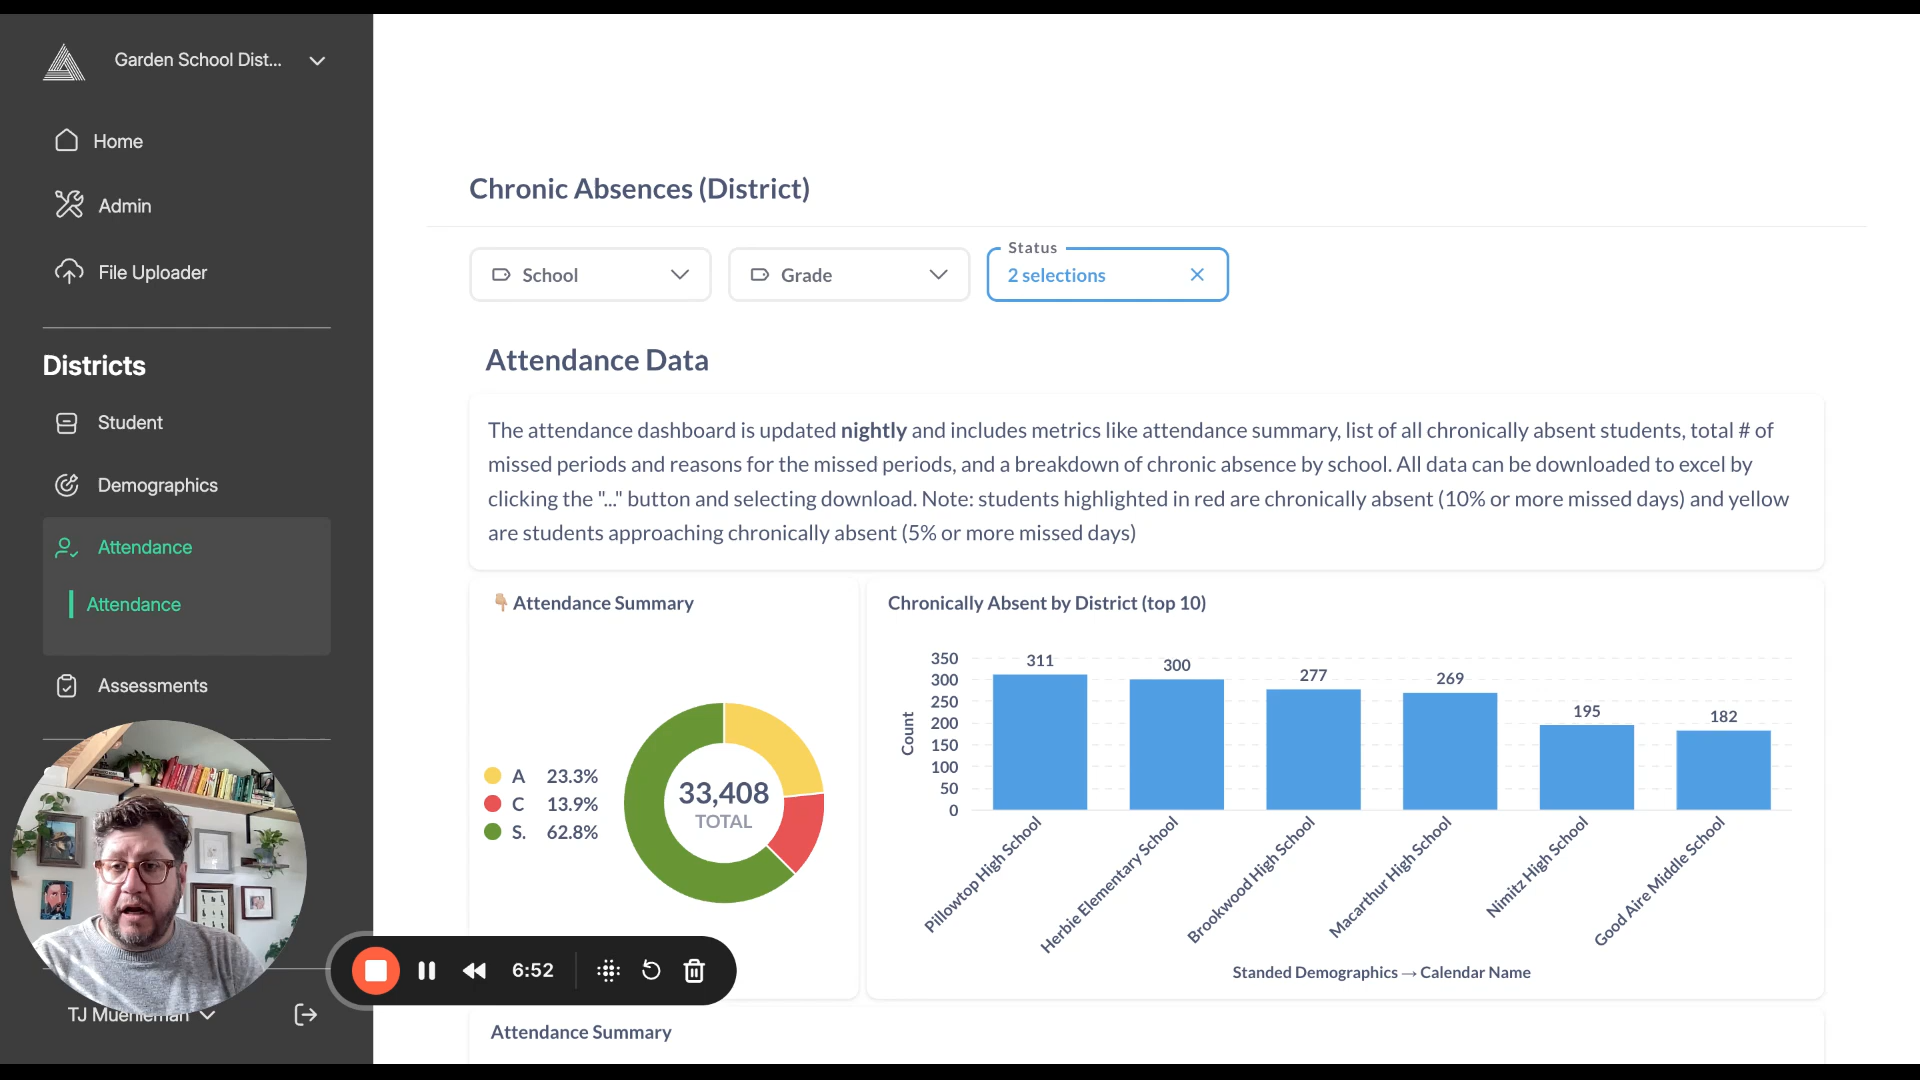 Garden School Dist...
Home
Admin
File Uploader
Districts
Student
Demographics
Attendance
Attendance
Assessments
TJ Muehleman
Chronic Absences (District)
School
Grade
Status
2 selections
Attendance Data
The attendance dashboard is updated nightly and includes metrics like attendance summary, list of all chronically absent students, total # of
missed periods and reasons for the missed periods, and a breakdown of chronic absence by school. All data can be downloaded to excel by
clicking the "..." button and selecting download. Note: students highlighted in red are chronically absent (10% or more missed days) and yellow
are students approaching chronically absent (5% or more missed days)
Attendance Summary
A 23.3%
C 13.9%
S. 62.8%
33,408
TOTAL
Chronically Absent by District (top 10)
Count
350
300
250
200
150
100
50
0
311
300
277
269
195
182
Pillowtop High School
Herbie Elementary School
Brookwood High School
Macarthur High School
Nimitz High School
Good Aire Middle School
Standed Demographics → Calendar Name
6:52
Attendance Summary